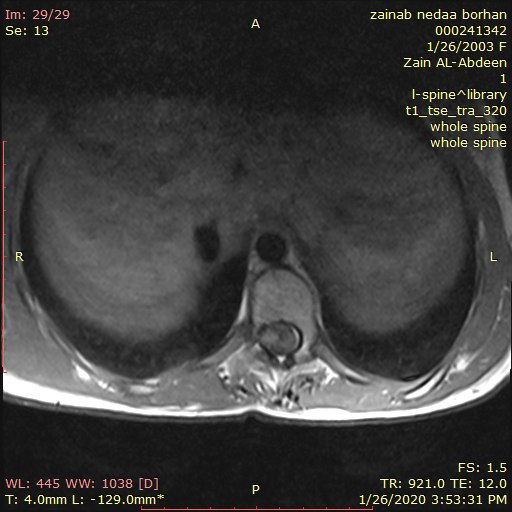 Im: 29/29
Se: 13
A
zainab nedaa borhan
000241342
1/26/2003 F
Zain AL-Abdeen
1
l-spine^library
t1_tse_tra_320
whole spine
whole spine
R
L
WL: 445 WW: 1038 [D]
T: 4.0mm L: -129.0mm*
P
FS: 1.5
TR: 921.0 TE: 12.0
1/26/2020 3:53:31 PM